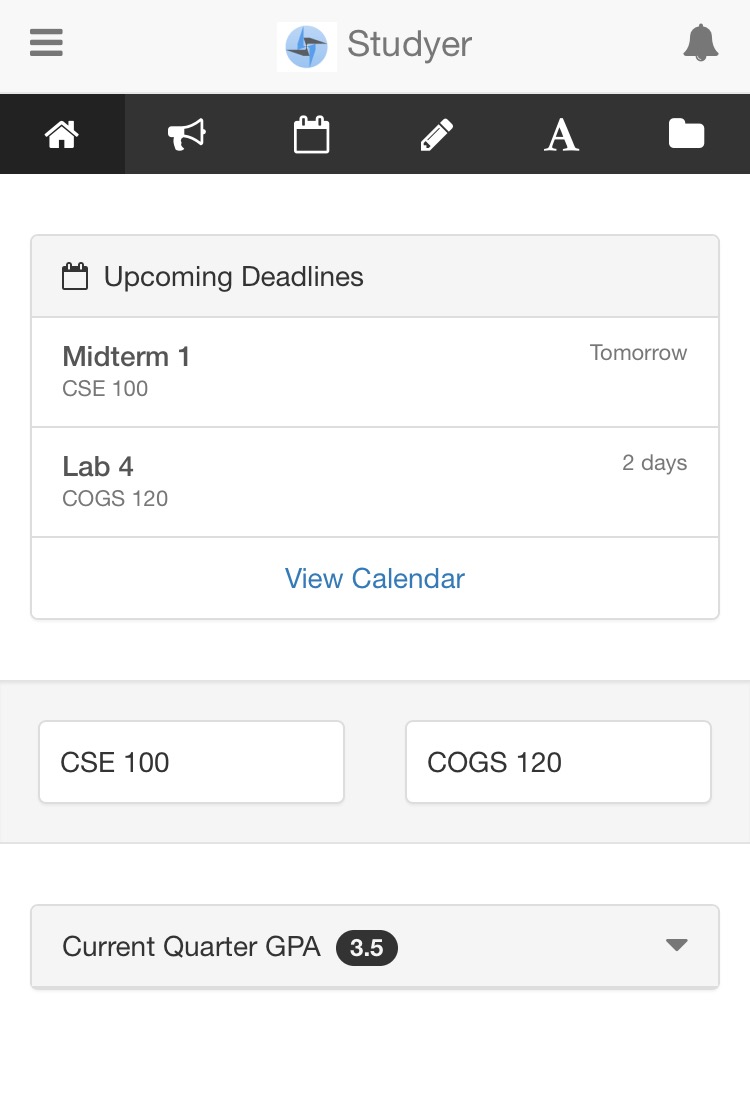 Studyer
Upcoming Deadlines
Midterm 1
Tomorrow
CSE 100
Lab 4
2 days
COGS 120
View Calendar
CSE 100
COGS 120
Current Quarter GPA 3.5